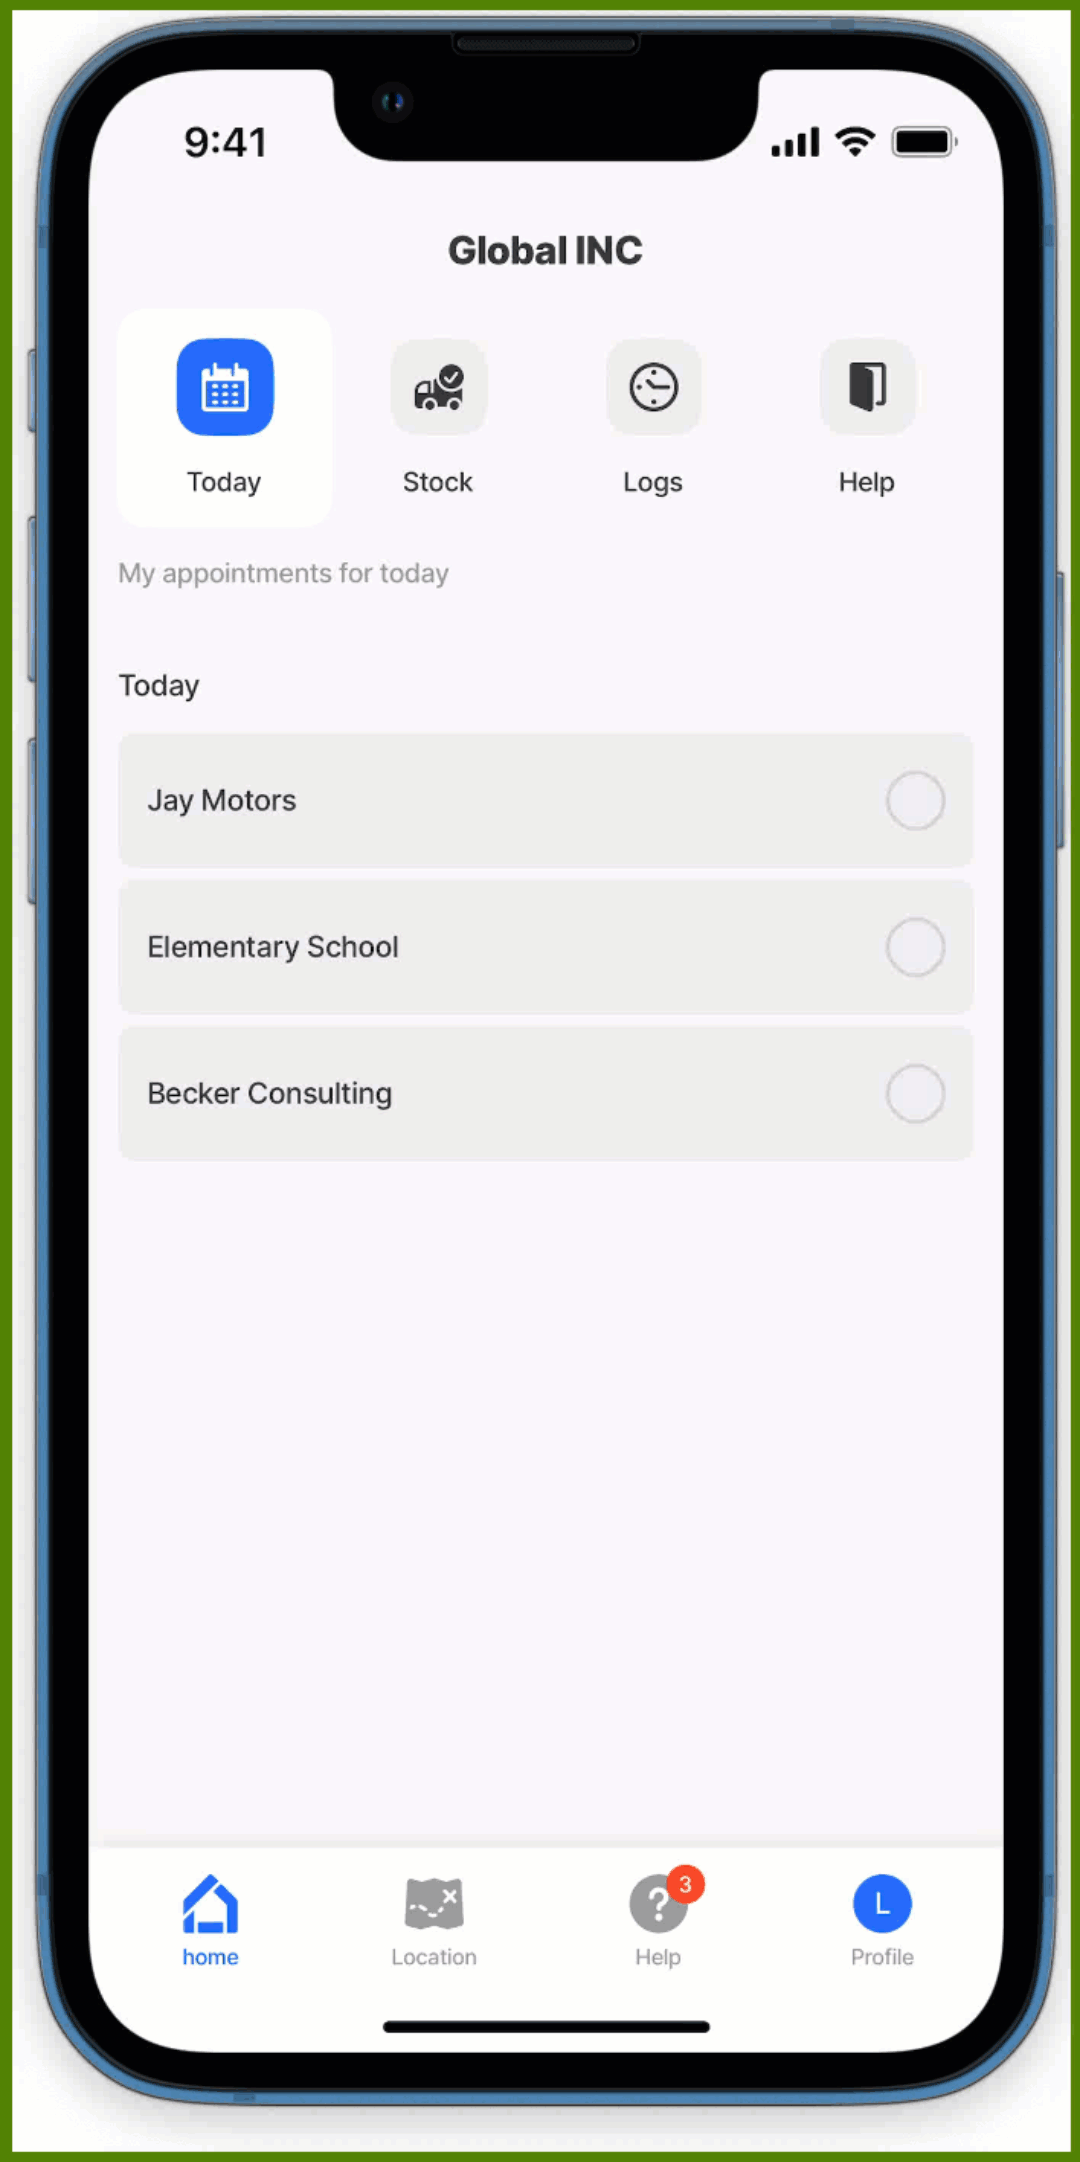 9:41
Global INC
Today Stock Logs Help
My appointments for today
Today
Jay Motors
Elementary School
Becker Consulting
3
L
home Location Help Profile